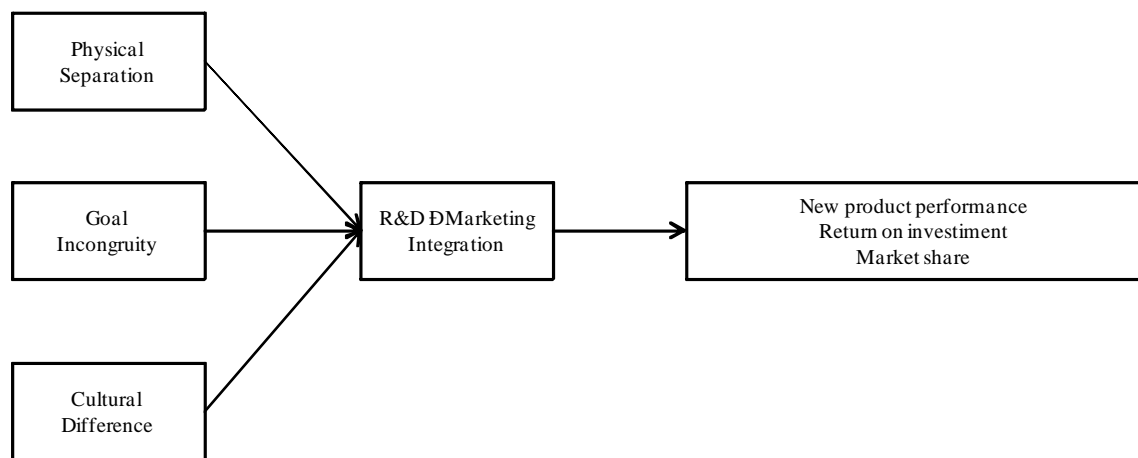 Physical
Separation
Goal
Incongruity
R&D ÐMarketing
Integration
New product performance
Return on investiment
Market share
Cultural
Difference